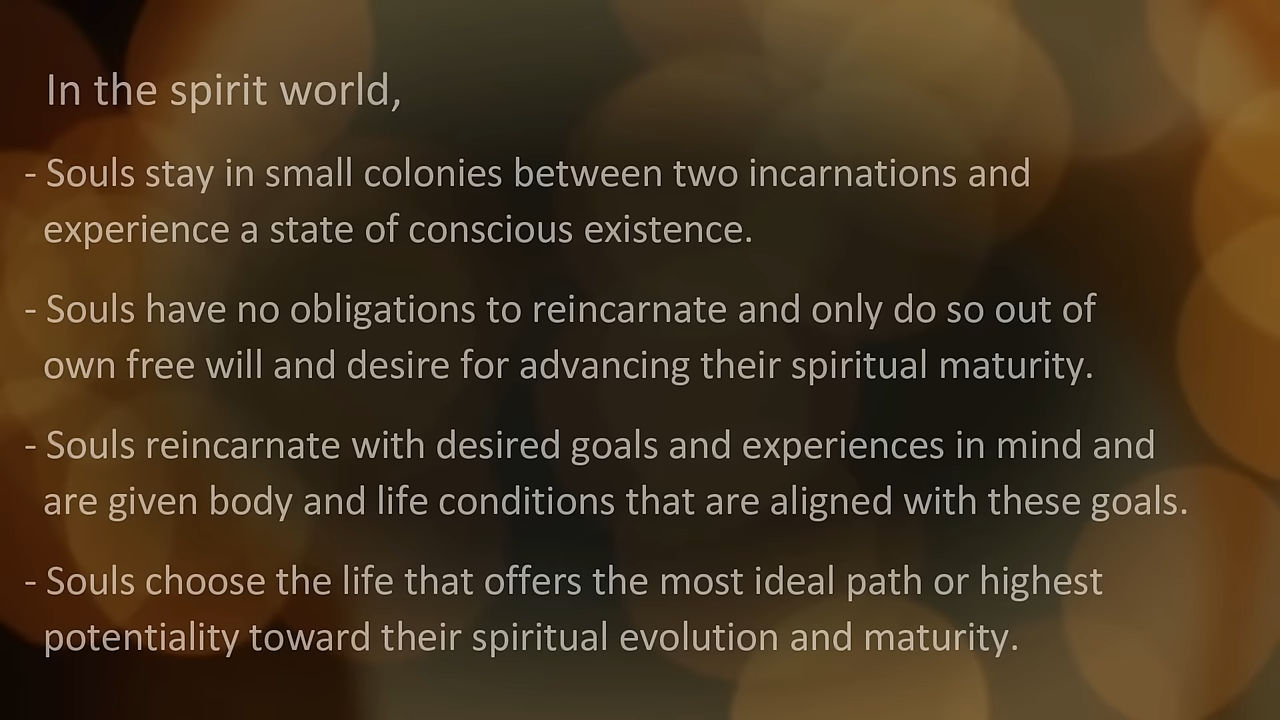 In the spirit world,
- Souls stay in small colonies between two incarnations and
experience a state of conscious existence.
- Souls have no obligations to reincarnate and only do so out of
own free will and desire for advancing their spiritual maturity.
- Souls reincarnate with desired goals and experiences in mind and
are given body and life conditions that are aligned with these goals.
- Souls choose the life that offers the most ideal path or highest
potentiality toward their spiritual evolution and maturity.